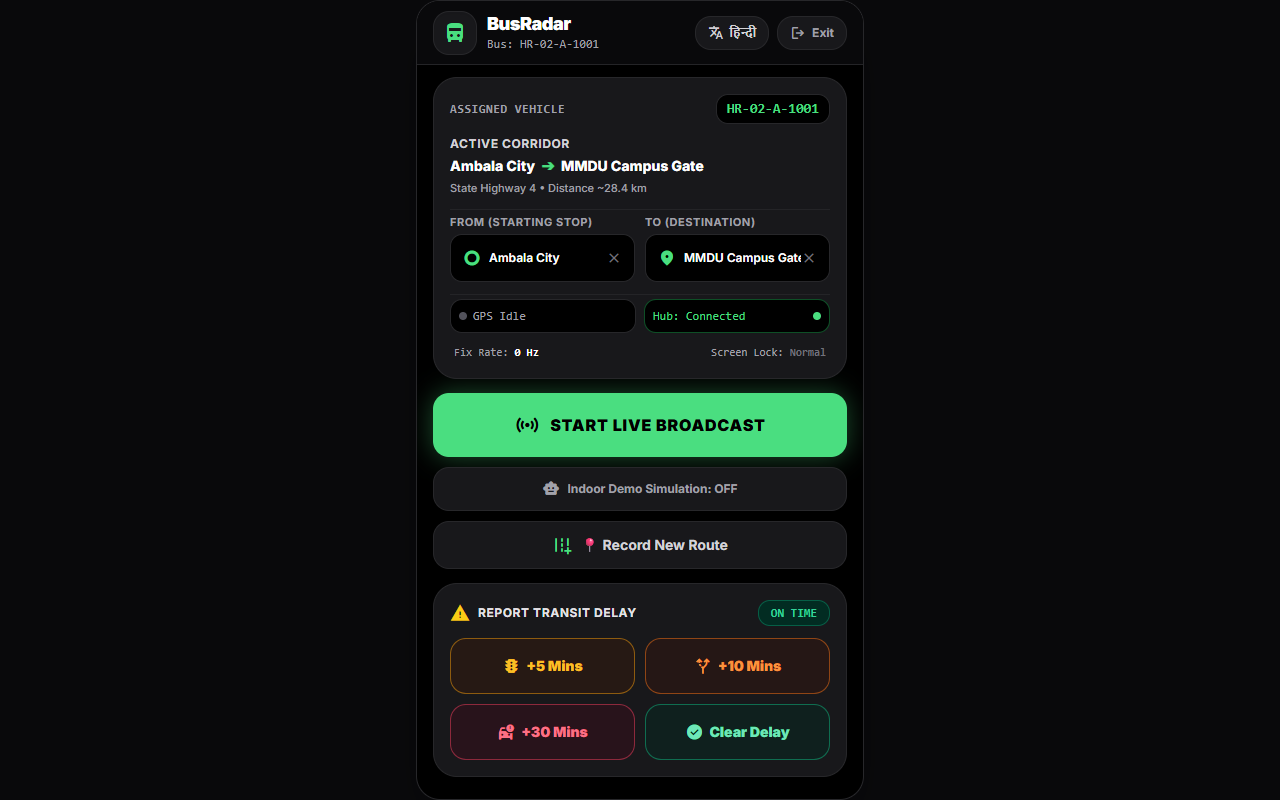 BusRadar
Bus: HR-02-A-1001
हिन्दी
Exit
ASSIGNED VEHICLE
HR-02-A-1001
ACTIVE CORRIDOR
Ambala City ➔ MMDU Campus Gate
State Highway 4 • Distance ~28.4 km
FROM (STARTING STOP)
TO (DESTINATION)
Ambala City
MMDU Campus Gate
GPS Idle
Hub: Connected
Fix Rate: 0 Hz
Screen Lock: Normal
START LIVE BROADCAST
Indoor Demo Simulation: OFF
📍 Record New Route
REPORT TRANSIT DELAY
ON TIME
+5 Mins
+10 Mins
+30 Mins
Clear Delay